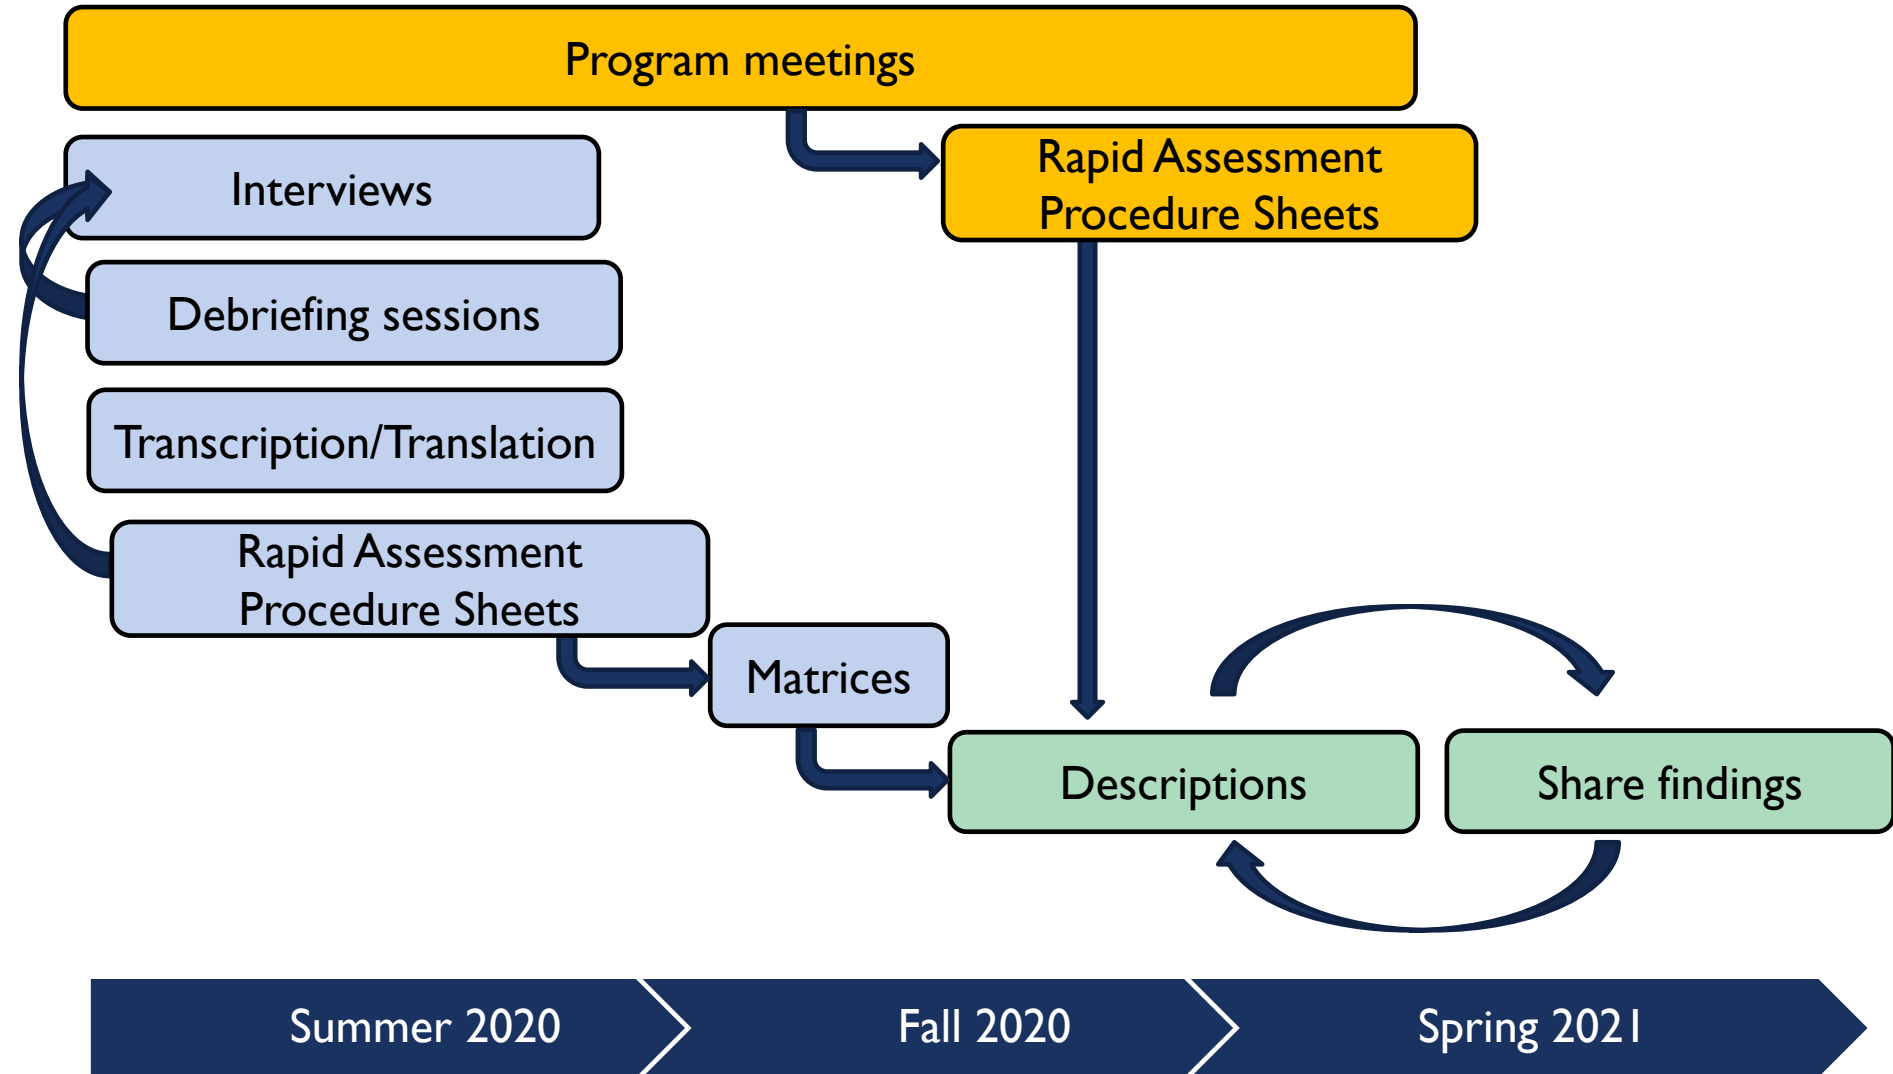 Program meetings
Interviews
Rapid Assessment
Procedure Sheets
Debriefing sessions
Transcription/Translation
Rapid Assessment
Procedure Sheets
Matrices
Descriptions
Share findings
Summer 2020
Fall 2020
Spring 2021